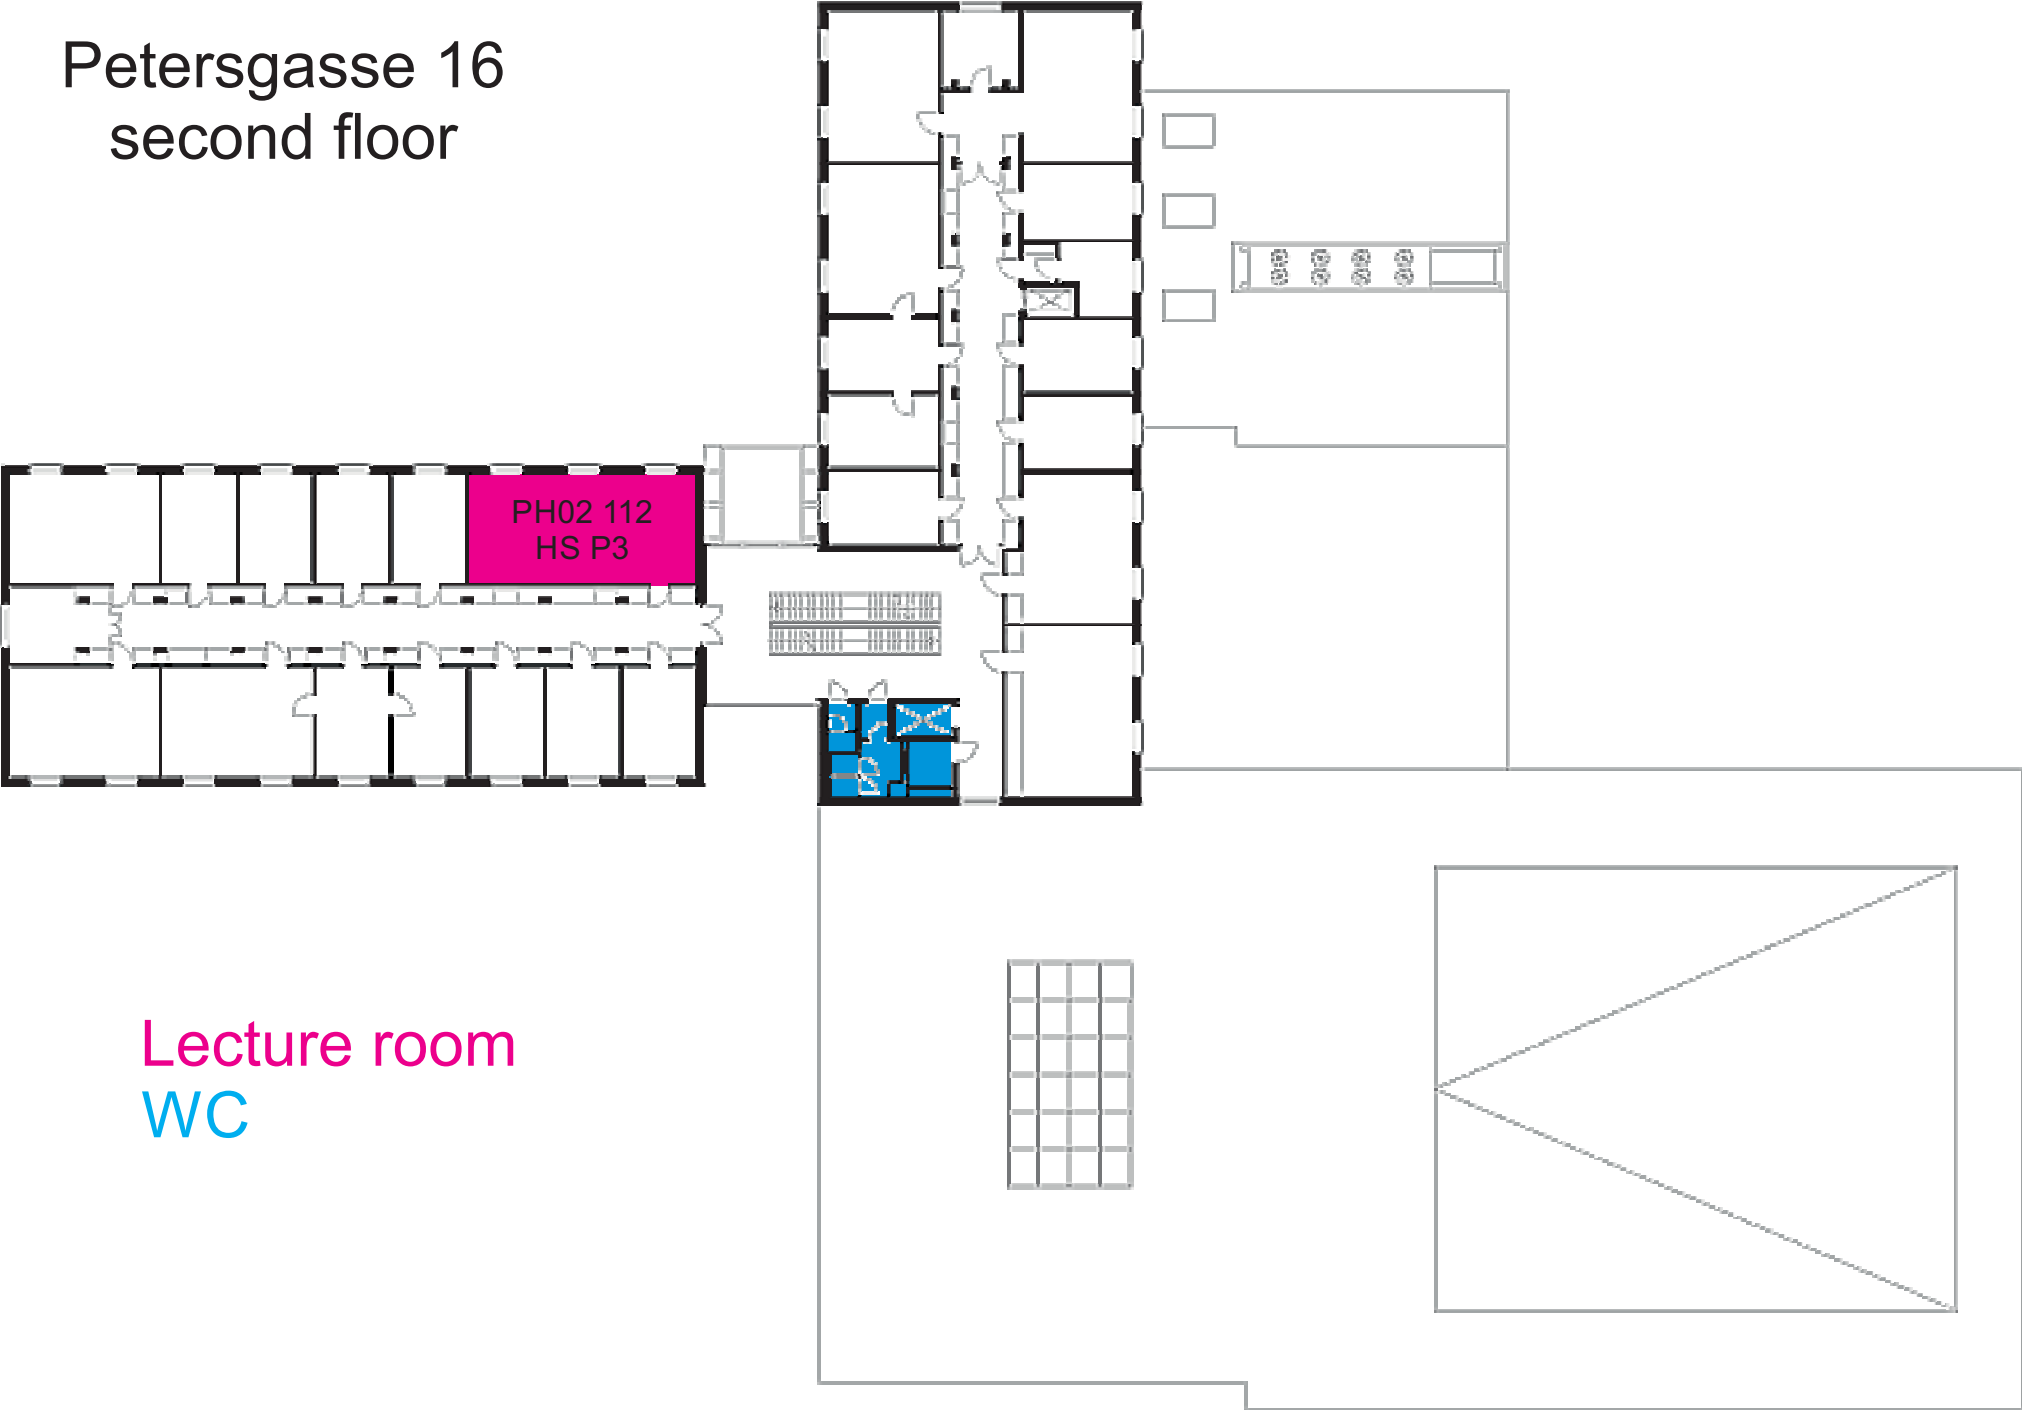 Petersgasse 16
second floor
PH02 112
HS P3
Lecture room
WC